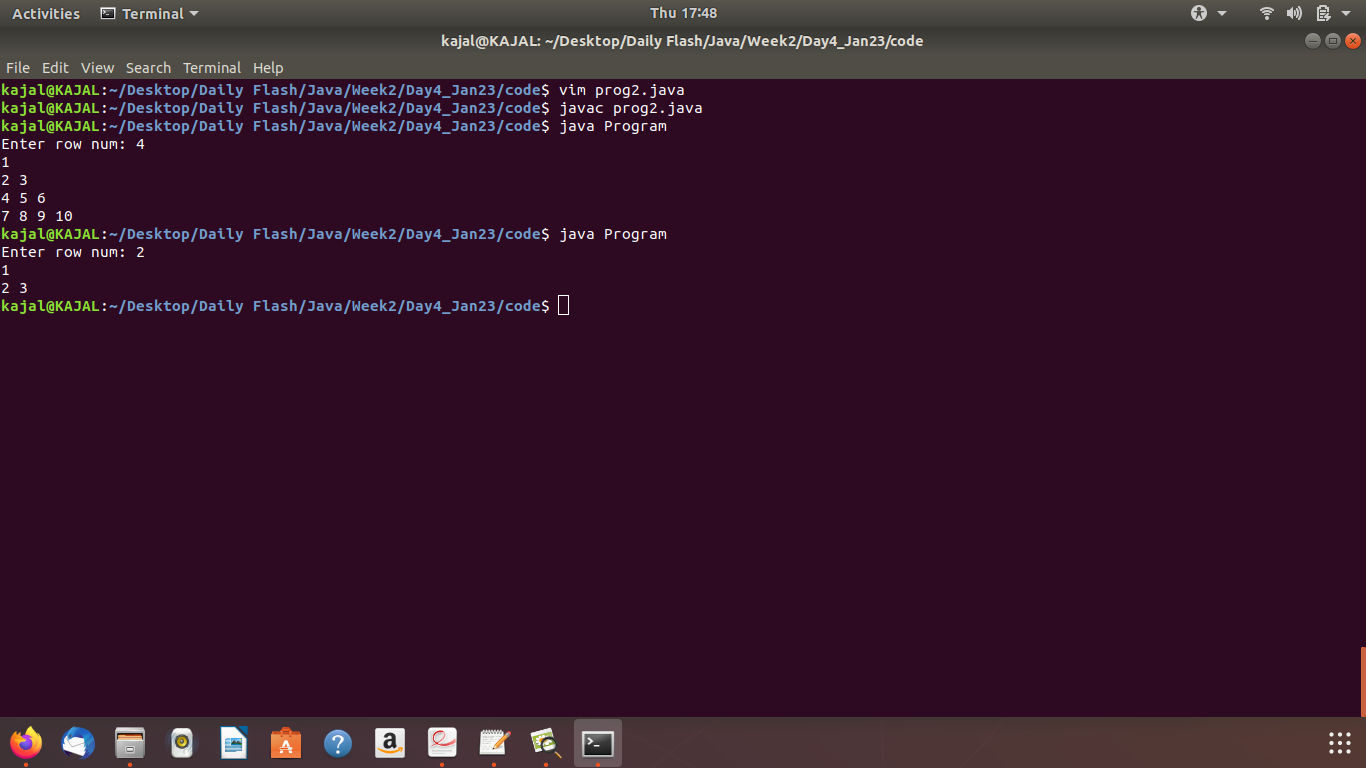 Activities Terminal Thu 17:48
kajal@KAJAL: ~/Desktop/Daily Flash/Java/Week2/Day4_Jan23/code
File Edit View Search Terminal Help
kajal@KAJAL:~/Desktop/Daily Flash/Java/Week2/Day4_Jan23/code$ vim prog2.java
kajal@KAJAL:~/Desktop/Daily Flash/Java/Week2/Day4_Jan23/code$ javac prog2.java
kajal@KAJAL:~/Desktop/Daily Flash/Java/Week2/Day4_Jan23/code$ java Program
Enter row num: 4
1
2 3
4 5 6
7 8 9 10
kajal@KAJAL:~/Desktop/Daily Flash/Java/Week2/Day4_Jan23/code$ java Program
Enter row num: 2
1
2 3
kajal@KAJAL:~/Desktop/Daily Flash/Java/Week2/Day4_Jan23/code$